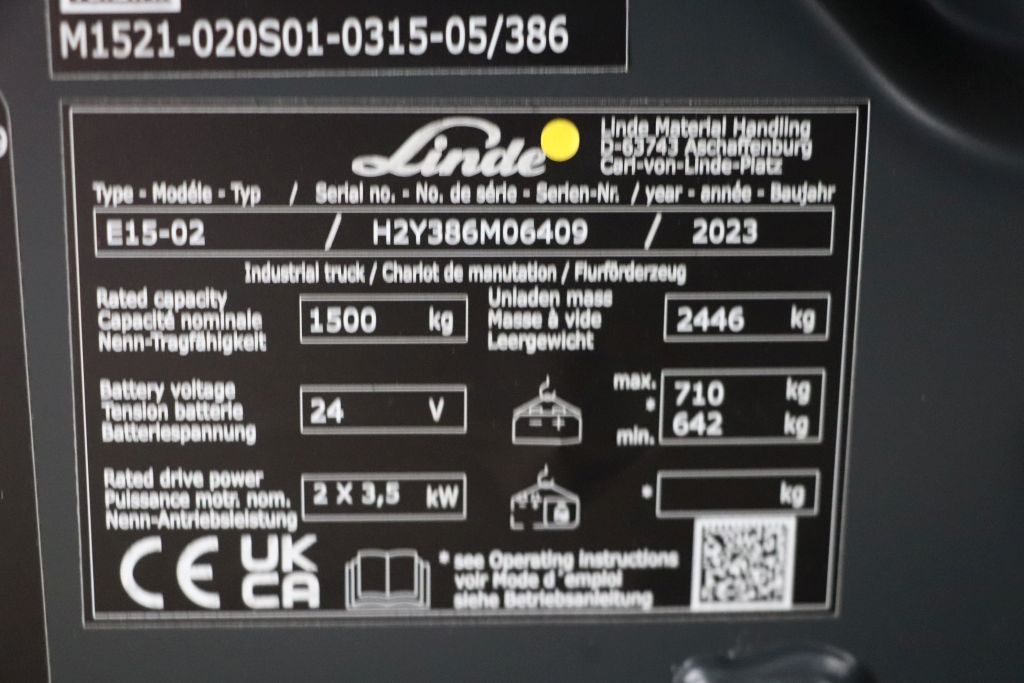 M1521-020S01-0315-05/386
Linde
Linde Material Handling
D-63743 Aschaffenburg
Carl-von-Linde-Platz
Type - Modéle - Typ / Serial no. - No. de série - Serien-Nr. / year - année - Baujahr
E15-02 / H2Y386M06409 / 2023
Industrial truck / Chariot de manutation / Flurförderzeug
Rated capacity
Capacité nominale
Nenn-Tragfähigkeit
1500 kg
Unladen mass
Masse à vide
Leergewicht
2446 kg
Battery voltage
Tension batterie
Batteriespannung
24 V
max. 710 kg
*
min. 642 kg
Rated drive power
Puissance motr. nom.
Nenn-Antriebsleistung
2 X 3,5 kW
* kg
CE UK
CA
* see Operating instructions
voir Mode d'emploi
siehe Betriebsanleitung